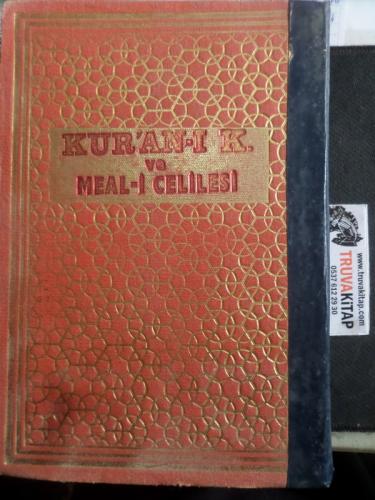 KUR'AN-I K.
ve
MEAL-İ CELİLESİ
www.truvakitap.com
TRUVAKİTAP
0537 612 29 30